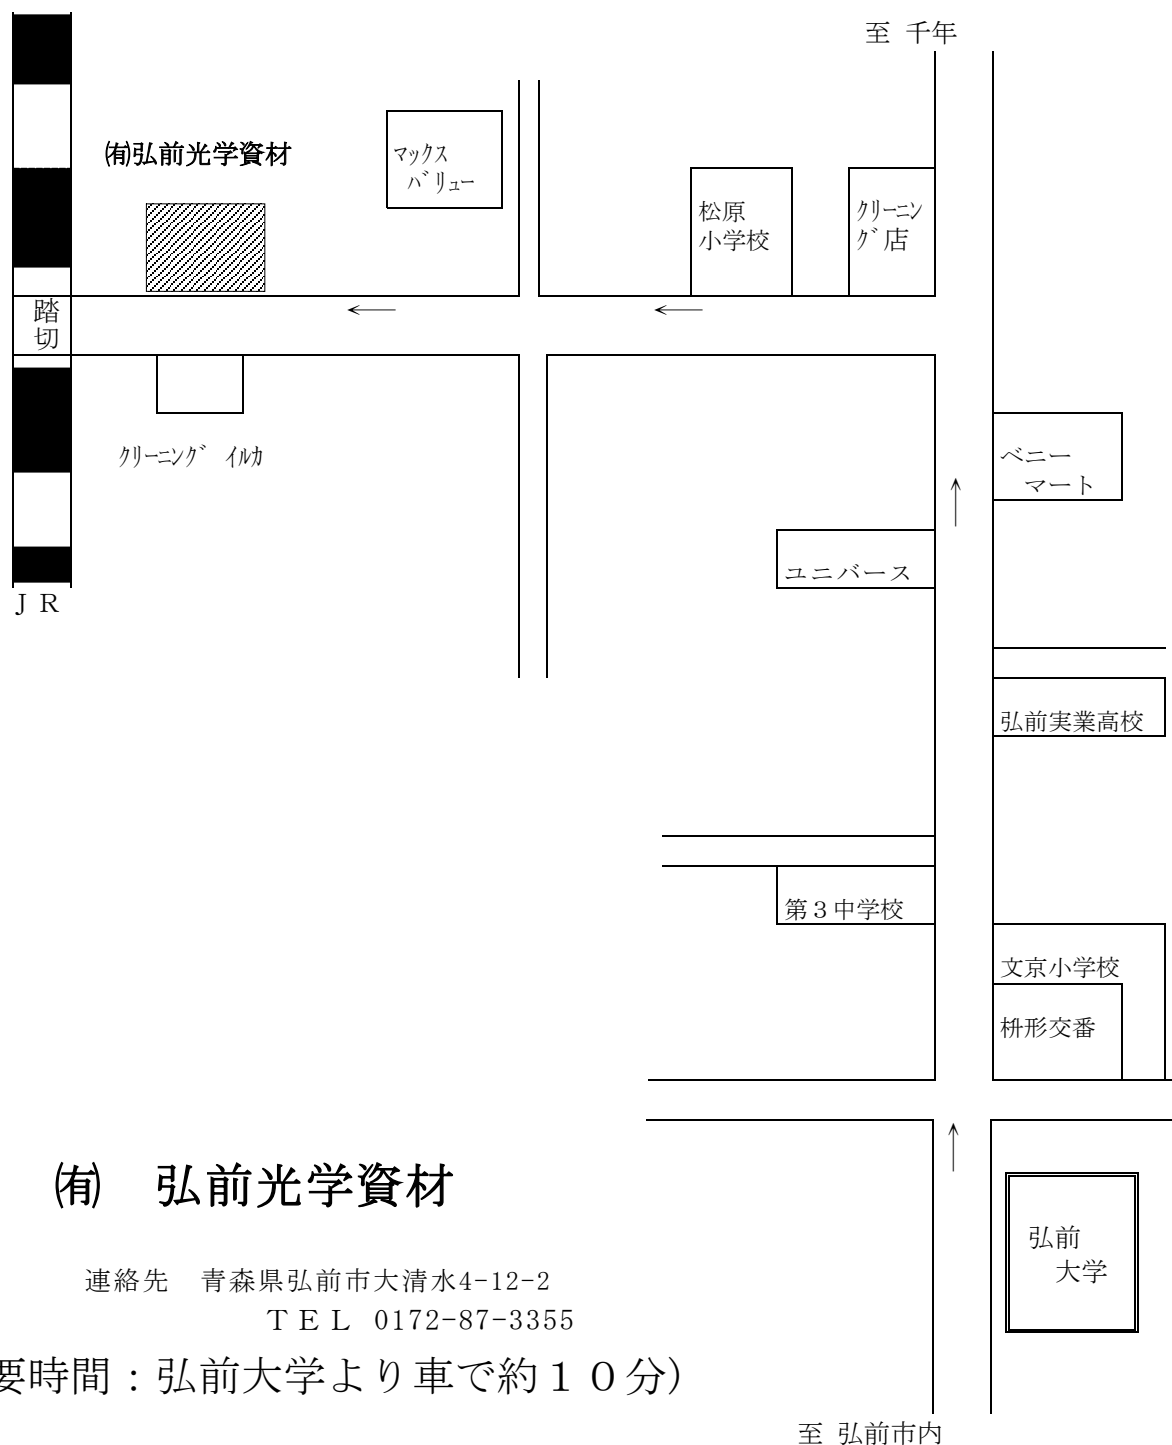 至 千年
㈲弘前光学資材
マックス
バリュー
松原
小学校
クリーニン
グ店
踏
切
クリーニング イルカ
ベニー
マート
ユニバース
ＪＲ
弘前実業高校
第３中学校
文京小学校
枡形交番
㈲ 弘前光学資材
弘前
大学
連絡先 青森県弘前市大清水4-12-2
ＴＥＬ 0172-87-3355
要時間：弘前大学より車で約１０分)
至 弘前市内